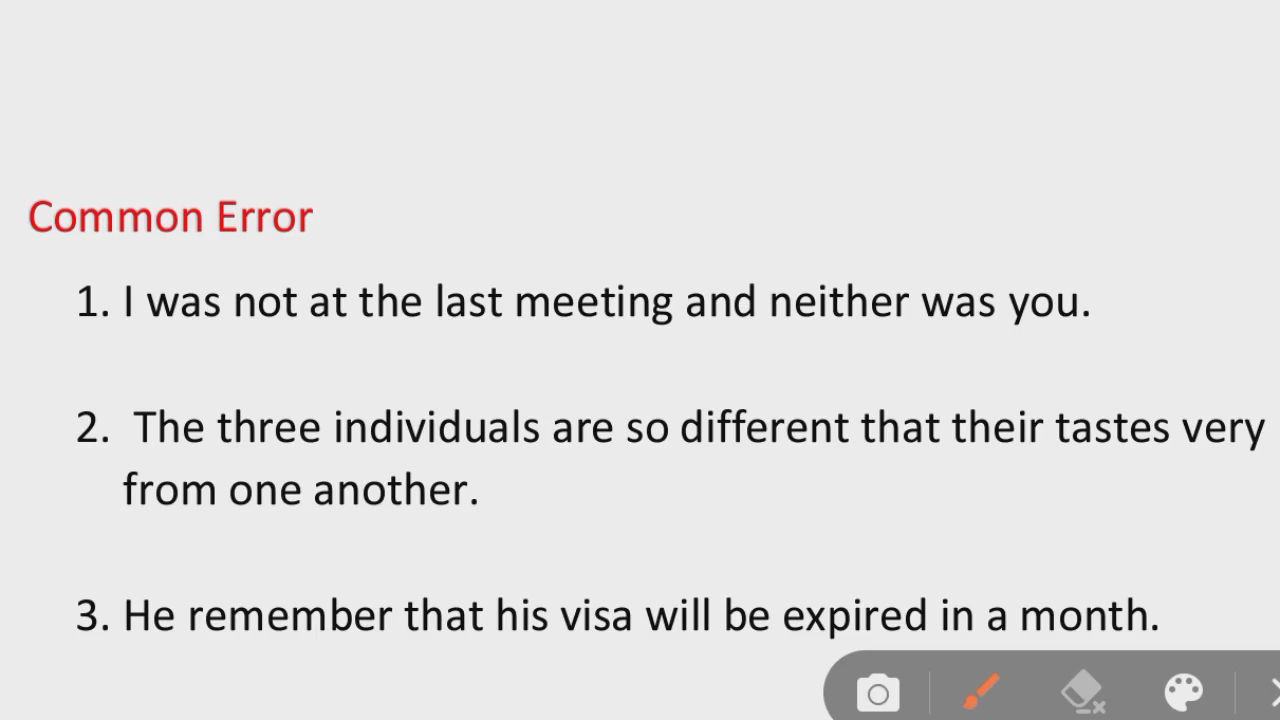 Common Error
1. I was not at the last meeting and neither was you.
2. The three individuals are so different that their tastes very
from one another.
3. He remember that his visa will be expired in a month.